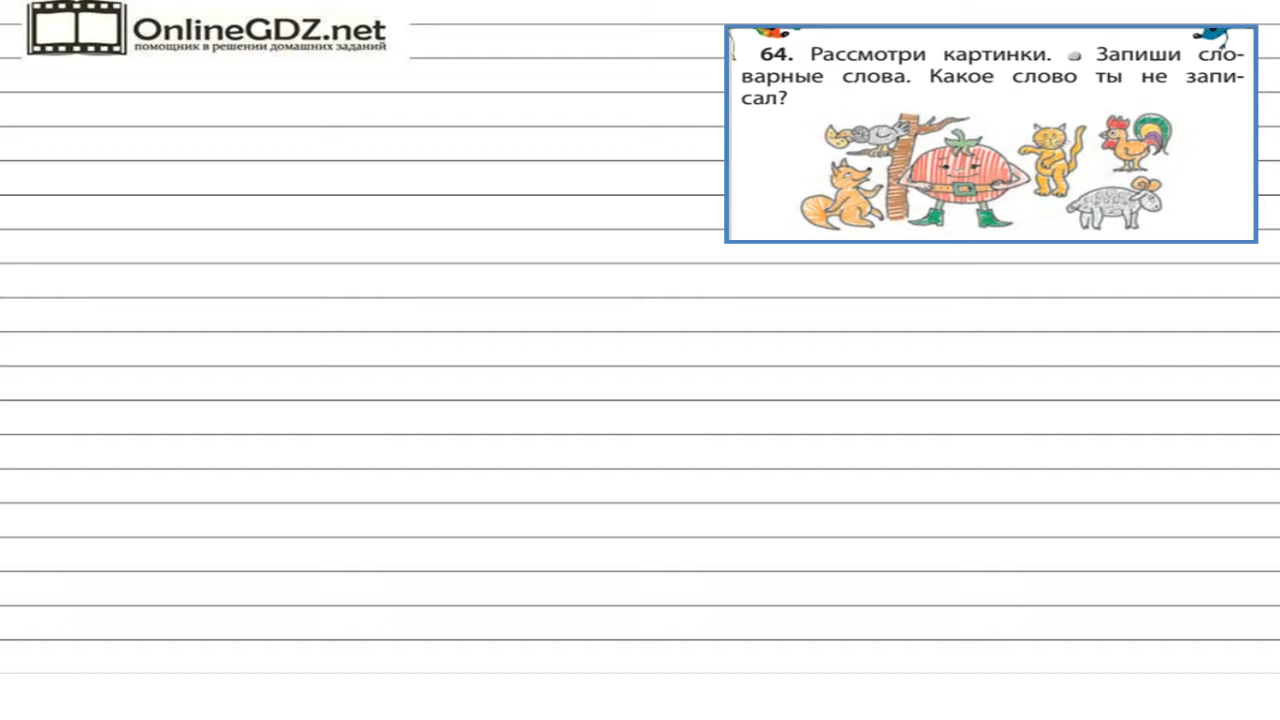 OnlineGDZ.net
помощник в решении домашних заданий
64. Рассмотри картинки. Запиши сло-
варные слова. Какое слово ты не запи-
сал?